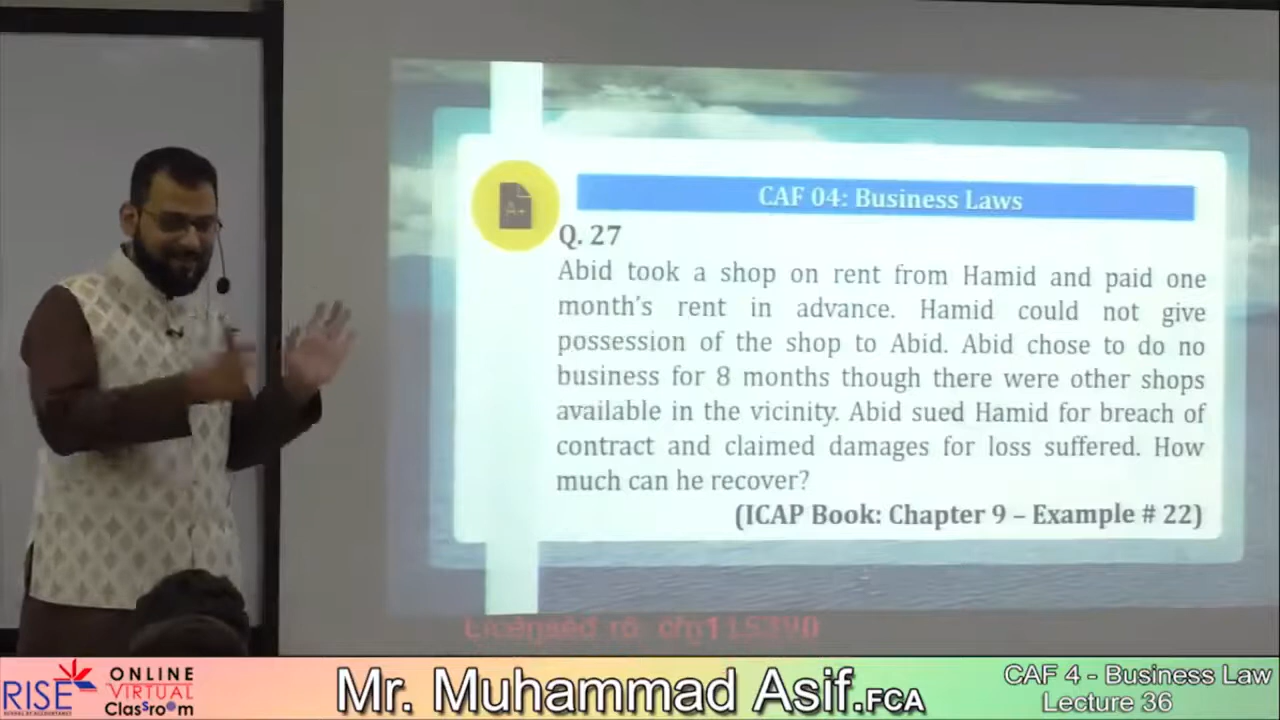 CAF 04: Business Laws
A+
Q. 27
Abid took a shop on rent from Hamid and paid one
month's rent in advance. Hamid could not give
possession of the shop to Abid. Abid chose to do no
business for 8 months though there were other shops
available in the vicinity. Abid sued Hamid for breach of
contract and claimed damages for loss suffered. How
much can he recover?
(ICAP Book: Chapter 9 – Example # 22)
RISE
SCHOOL OF ACCOUNTANCY
ONLINE
VIRTUAL
Classroom
Mr. Muhammad Asif.FCA
CAF 4 - Business Law
Lecture 36